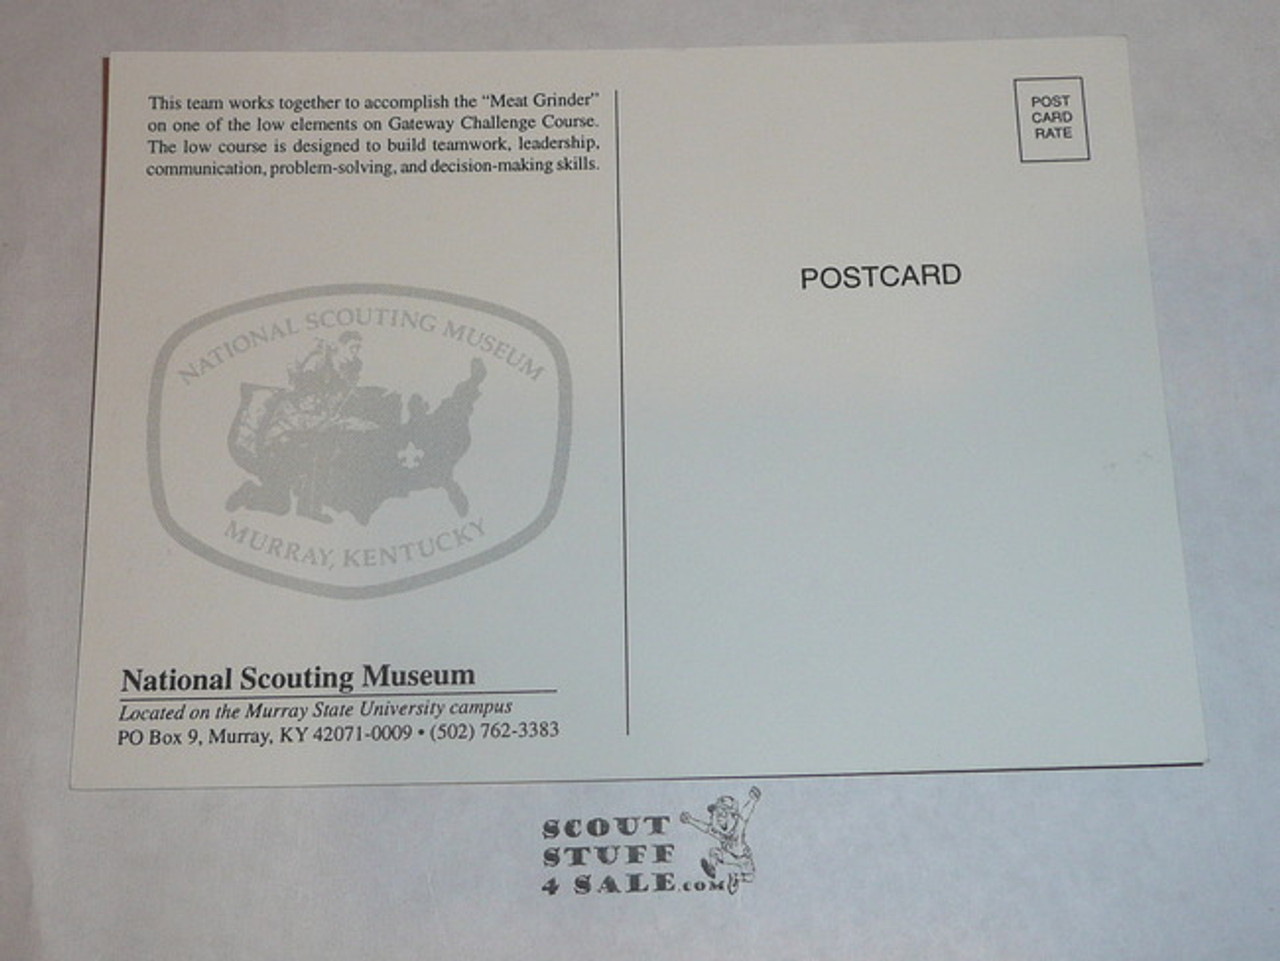 This team works together to accomplish the “Meat Grinder”
on one of the low elements on Gateway Challenge Course.
The low course is designed to build teamwork, leadership,
communication, problem-solving, and decision-making skills.
POST
CARD
RATE
POSTCARD
NATIONAL SCOUTING MUSEUM
MURRAY, KENTUCKY
National Scouting Museum
Located on the Murray State University campus
PO Box 9, Murray, KY 42071-0009 • (502) 762-3383
SCOUT
STUFF
4 SALE.COM